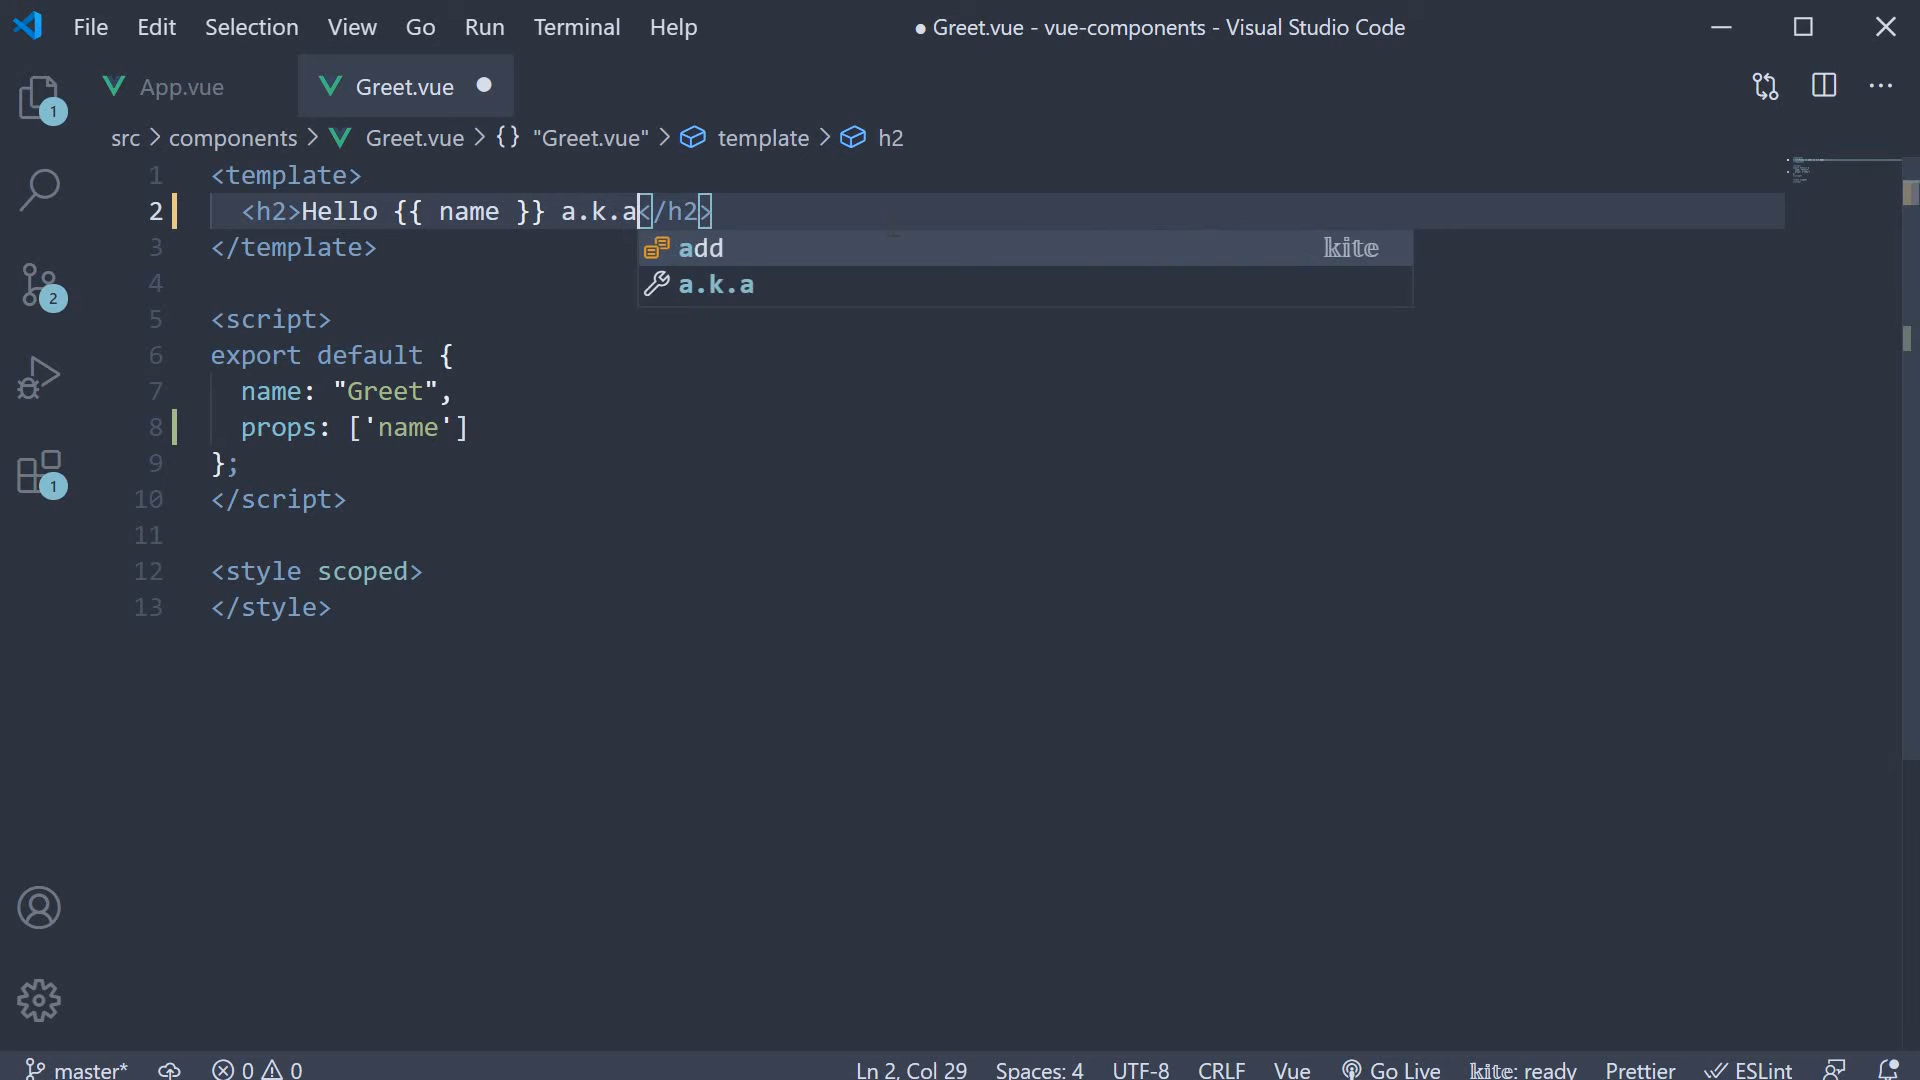 File Edit Selection View Go Run Terminal Help ● Greet.vue - vue-components - Visual Studio Code
App.vue Greet.vue ●
1
src > components > Greet.vue > {} "Greet.vue" > template > h2
1 <template>
2 <h2>Hello {{ name }} a.k.a</h2>
3 </template>
add kite
a.k.a
4
2
5 <script>
6 export default {
7 name: "Greet",
8 props: ['name']
9 };
1
10 </script>
11
12 <style scoped>
13 </style>
master* 0 0 Ln 2, Col 29 Spaces: 4 UTF-8 CRLF Vue Go Live kite: ready Prettier ESLint